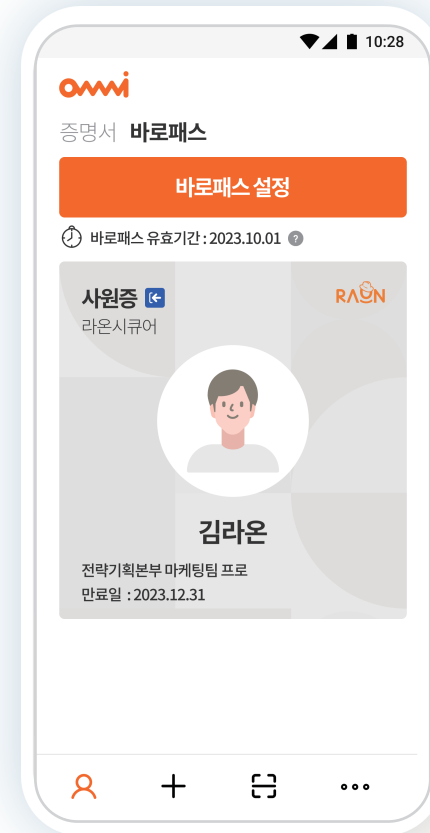 10:28
omni
증명서 바로패스
바로패스 설정
바로패스 유효기간 : 2023.10.01 ?
사원증
RAON
라온시큐어
김라온
전략기획본부 마케팅팀 프로
만료일 : 2023.12.31